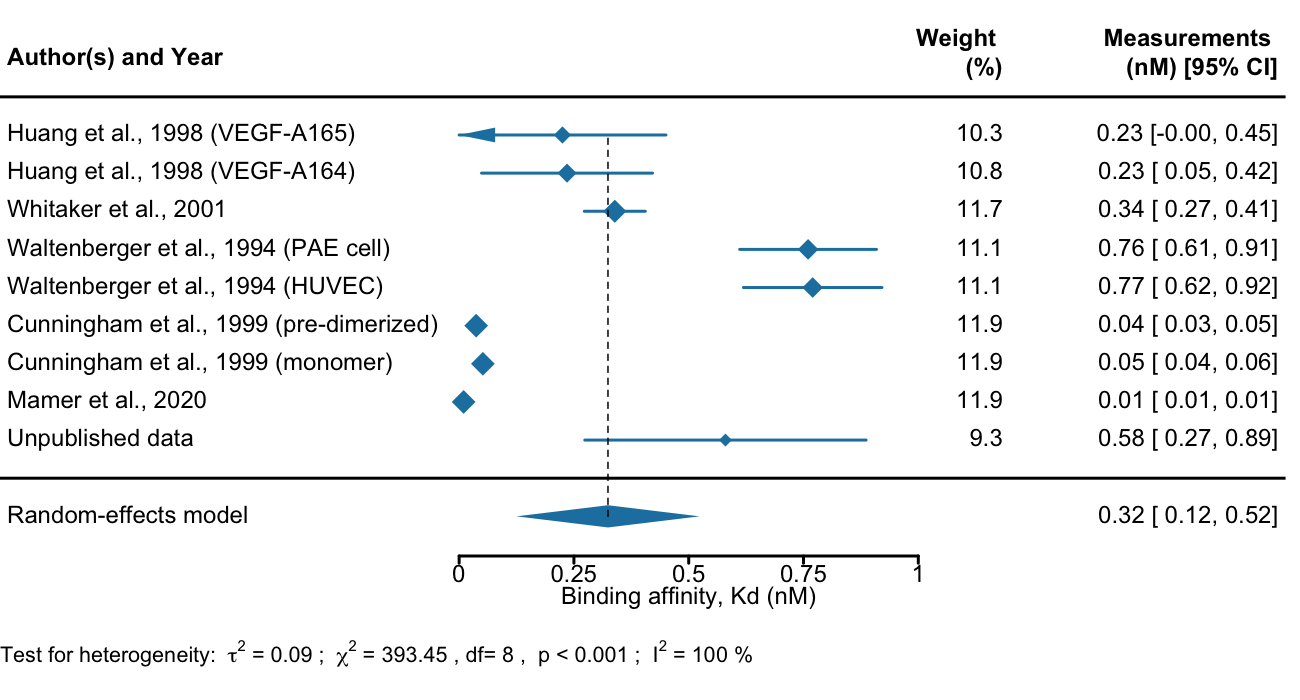 Author(s) and Year Weight (%) Measurements (nM) [95% CI]
Huang et al., 1998 (VEGF-A165) 10.3 0.23 [-0.00, 0.45]
Huang et al., 1998 (VEGF-A164) 10.8 0.23 [ 0.05, 0.42]
Whitaker et al., 2001 11.7 0.34 [ 0.27, 0.41]
Waltenberger et al., 1994 (PAE cell) 11.1 0.76 [ 0.61, 0.91]
Waltenberger et al., 1994 (HUVEC) 11.1 0.77 [ 0.62, 0.92]
Cunningham et al., 1999 (pre-dimerized) 11.9 0.04 [ 0.03, 0.05]
Cunningham et al., 1999 (monomer) 11.9 0.05 [ 0.04, 0.06]
Mamer et al., 2020 11.9 0.01 [ 0.01, 0.01]
Unpublished data 9.3 0.58 [ 0.27, 0.89]
Random-effects model 0.32 [ 0.12, 0.52]
0 0.25 0.5 0.75 1
Binding affinity, Kd (nM)
Test for heterogeneity: τ² = 0.09 ; χ² = 393.45 , df= 8 , p < 0.001 ; I² = 100 %